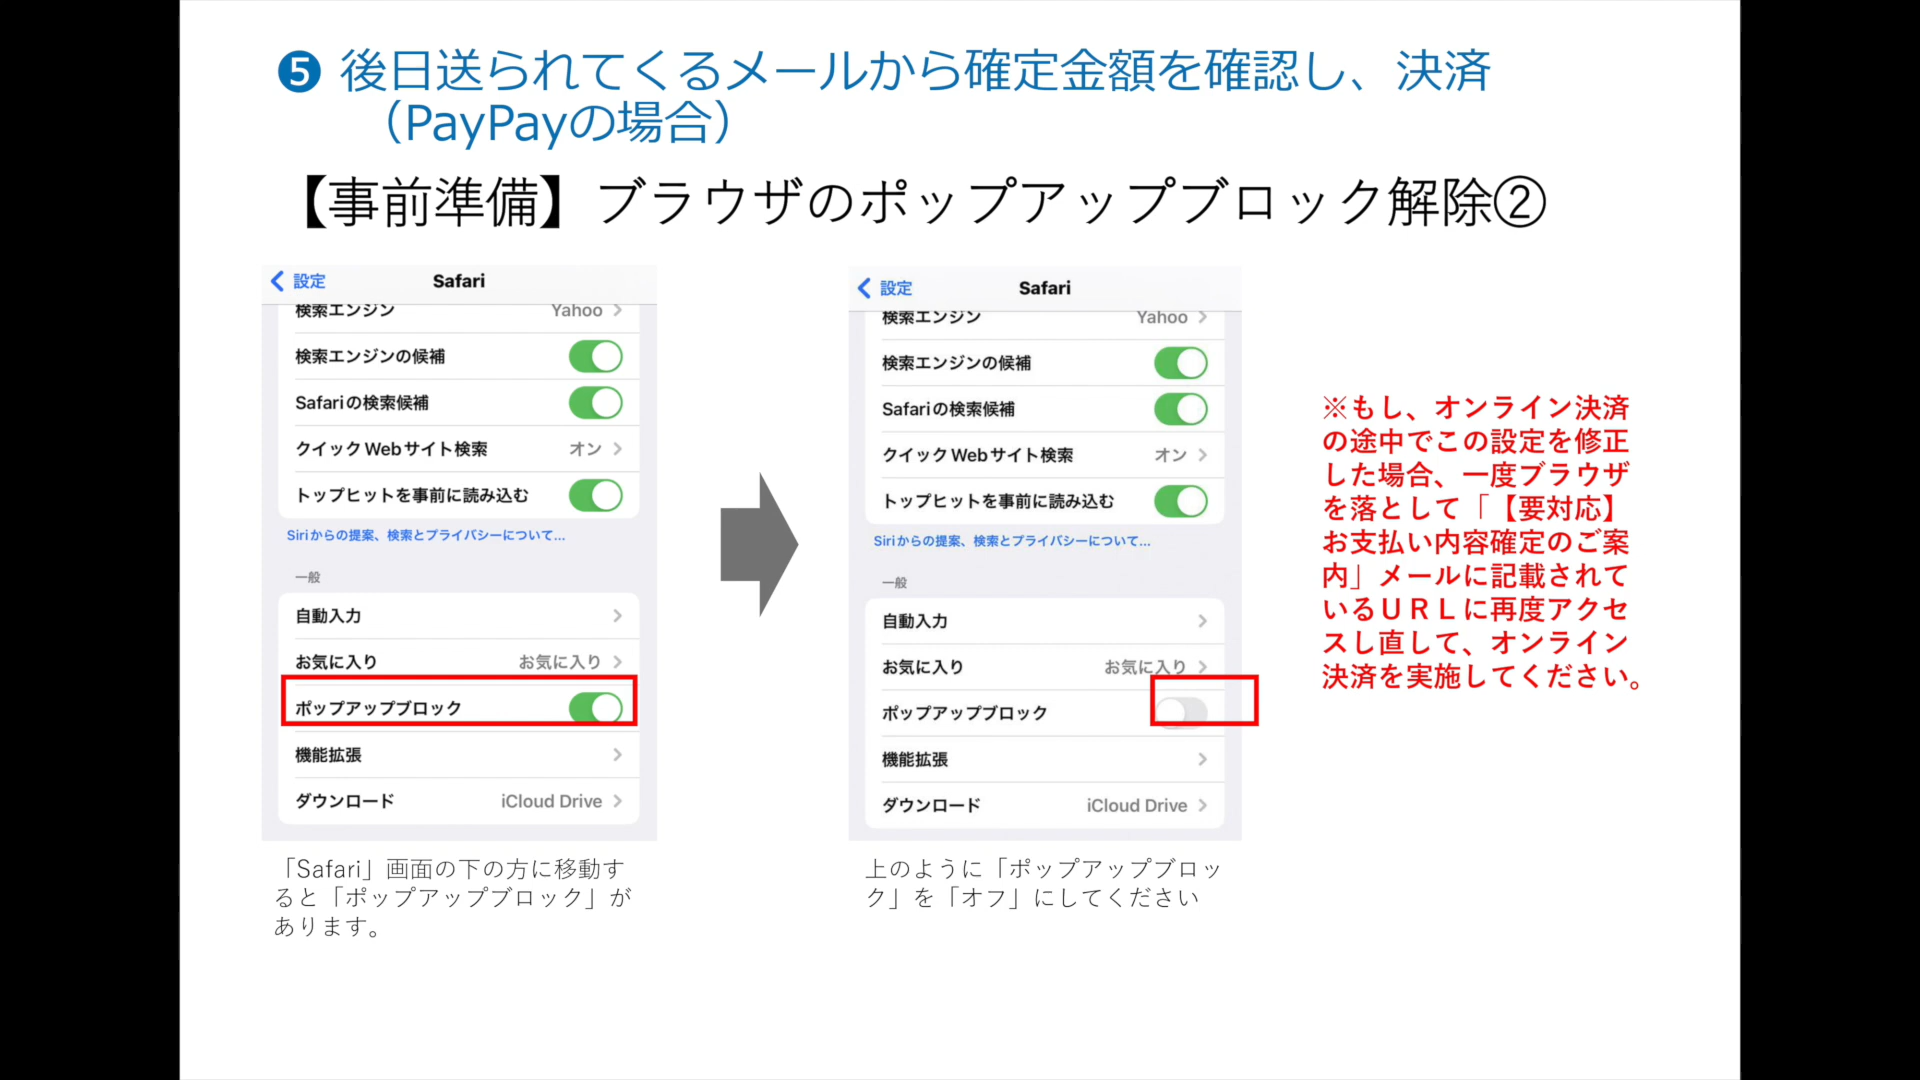 ❺ 後日送られてくるメールから確定金額を確認し、決済
（PayPayの場合）
【事前準備】ブラウザのポップアップブロック解除②
設定
Safari
検索エンジン
Yahoo
検索エンジンの候補
Safariの検索候補
クイックWebサイト検索
オン
トップヒットを事前に読み込む
Siriからの提案、検索とプライバシーについて...
一般
自動入力
お気に入り
お気に入り
ポップアップブロック
機能拡張
ダウンロード
iCloud Drive
「Safari」画面の下の方に移動す
ると「ポップアップブロック」が
あります。
設定
Safari
検索エンジン
Yahoo
検索エンジンの候補
Safariの検索候補
クイックWebサイト検索
オン
トップヒットを事前に読み込む
Siriからの提案、検索とプライバシーについて...
一般
自動入力
お気に入り
お気に入り
ポップアップブロック
機能拡張
ダウンロード
iCloud Drive
上のように「ポップアップブロッ
ク」を「オフ」にしてください
※もし、オンライン決済
の途中でこの設定を修正
した場合、一度ブラウザ
を落として「【要対応】
お支払い内容確定のご案
内」メールに記載されて
いるＵＲＬに再度アクセ
スし直して、オンライン
決済を実施してください。